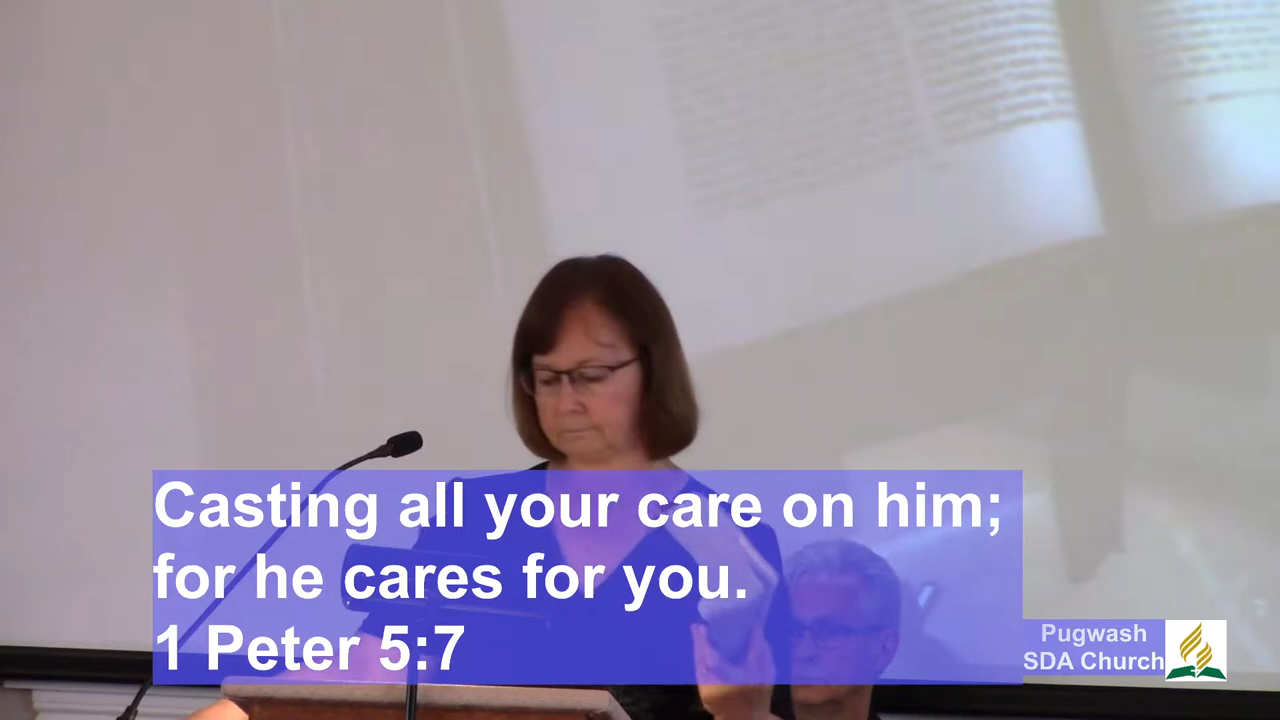 Casting all your care on him;
for he cares for you.
1 Peter 5:7
Pugwash
SDA Church